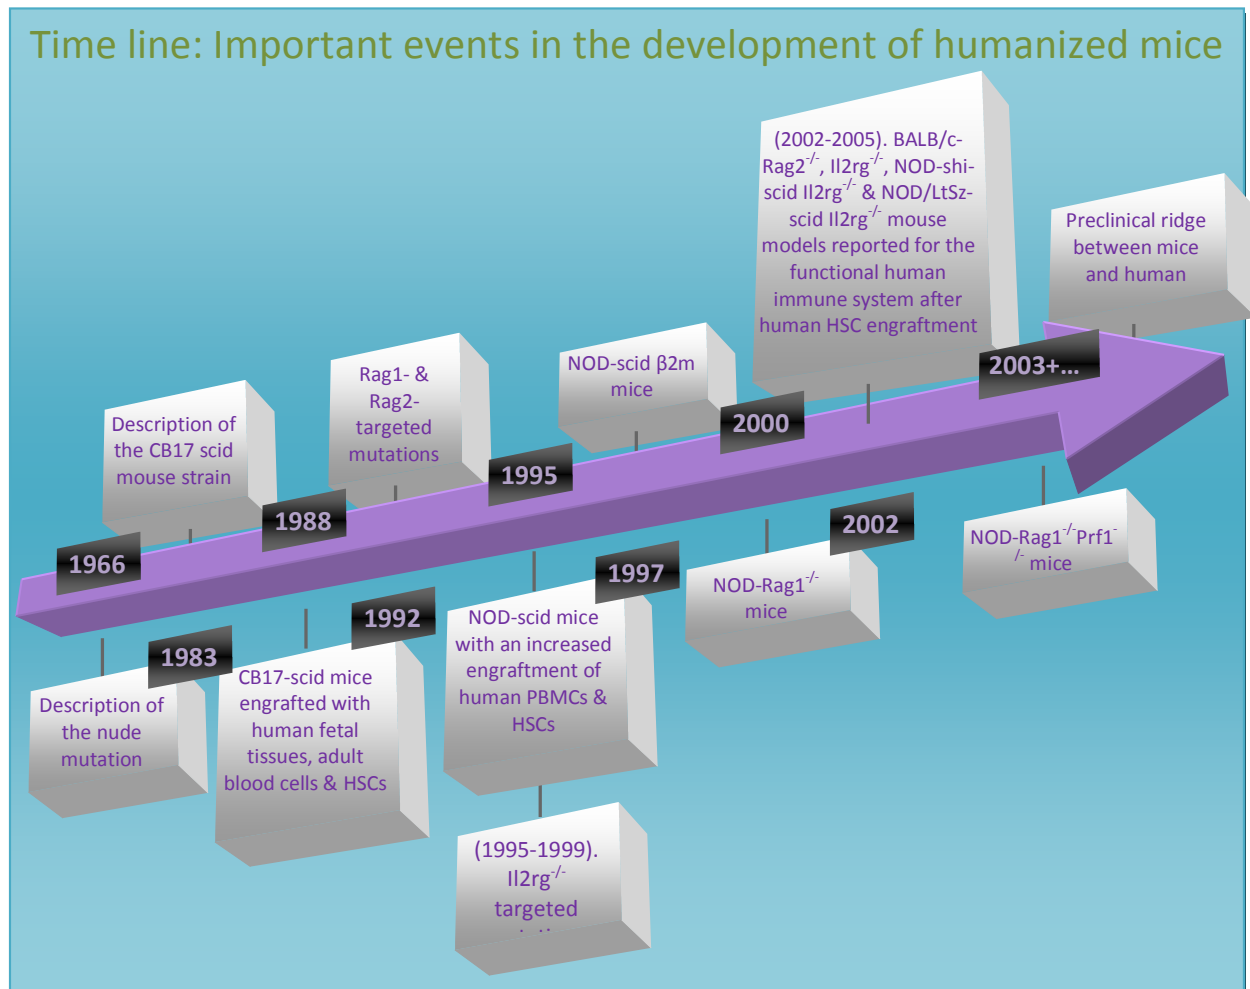 Time line: Important events in the development of humanized mice
(2002-2005). BALB/c-
Rag2-/-, Il2rg-/-, NOD-shi-
scid Il2rg-/- & NOD/LtSz-
scid Il2rg-/- mouse
models reported for the
functional human
immune system after
human HSC engraftment
Preclinical ridge
between mice
and human
2003+...
NOD-scid β2m
mice
2000
Rag1- &
Rag2-
targeted
mutations
1995
Description of
the CB17 scid
mouse strain
1988
1966
2002
NOD-Rag1-/-Prf1-
/- mice
NOD-Rag1-/-
mice
1997
NOD-scid mice
with an increased
engraftment of
human PBMCs &
HSCs
1992
CB17-scid mice
engrafted with
human fetal
tissues, adult
blood cells & HSCs
1983
Description of
the nude
mutation
(1995-1999).
Il2rg-/-
targeted